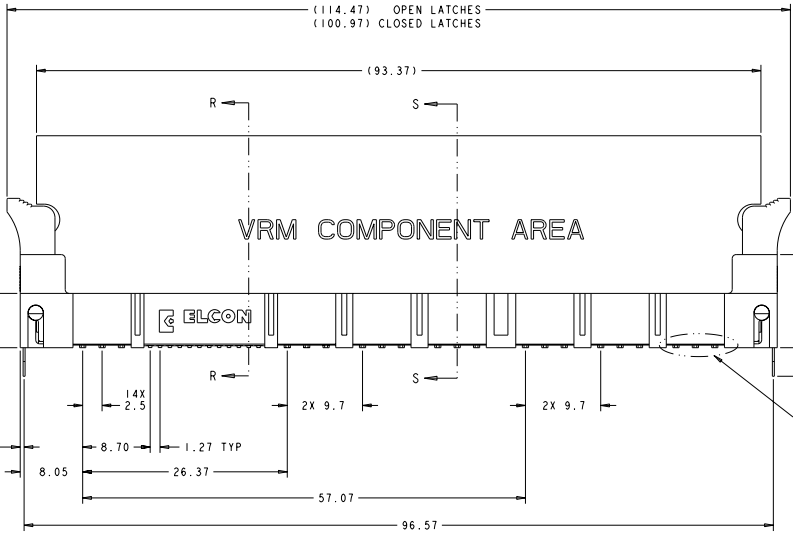 (114.47) OPEN LATCHES
(100.97) CLOSED LATCHES
(93.37)
R
S
VRM COMPONENT AREA
ELCON
R
S
14X
2.5
2X 9.7
2X 9.7
8.70
1.27 TYP
8.05
26.37
57.07
96.57